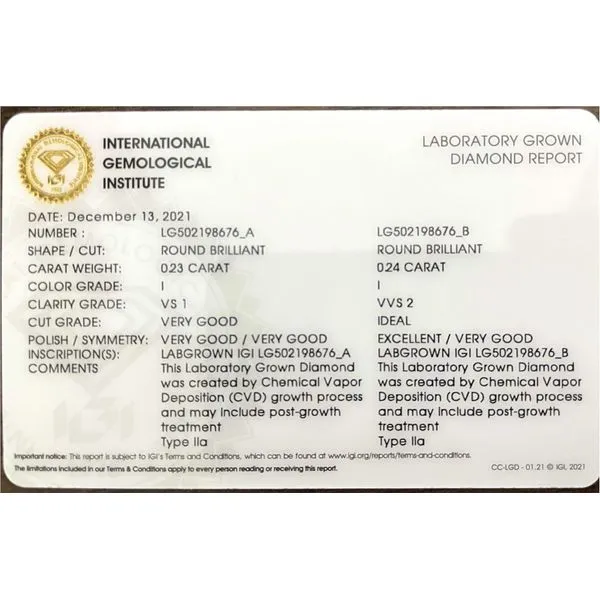 INTERNATIONAL
GEMOLOGICAL
INSTITUTE
LABORATORY GROWN
DIAMOND REPORT
IGI
DATE: December 13, 2021
NUMBER : LG502198676_A LG502198676_B
SHAPE / CUT: ROUND BRILLIANT ROUND BRILLIANT
CARAT WEIGHT: 0.23 CARAT 0.24 CARAT
COLOR GRADE: I I
CLARITY GRADE: VS 1 VVS 2
CUT GRADE: VERY GOOD IDEAL
POLISH / SYMMETRY: VERY GOOD / VERY GOOD EXCELLENT / VERY GOOD
INSCRIPTION(S): LABGROWN IGI LG502198676_A LABGROWN IGI LG502198676_B
COMMENTS This Laboratory Grown Diamond This Laboratory Grown Diamond
was created by Chemical Vapor was created by Chemical Vapor
Deposition (CVD) growth process Deposition (CVD) growth process
and may include post-growth and may include post-growth
treatment treatment
Type IIa Type IIa
Important notice: This report is subject to IGI's Terms & Conditions, which can be found at www.igi.org/reports/terms-and-conditions.
The limitations included in our Terms & Conditions apply to every person reading or receiving this report.
CC-LGD - 01.21 © IGI, 2021